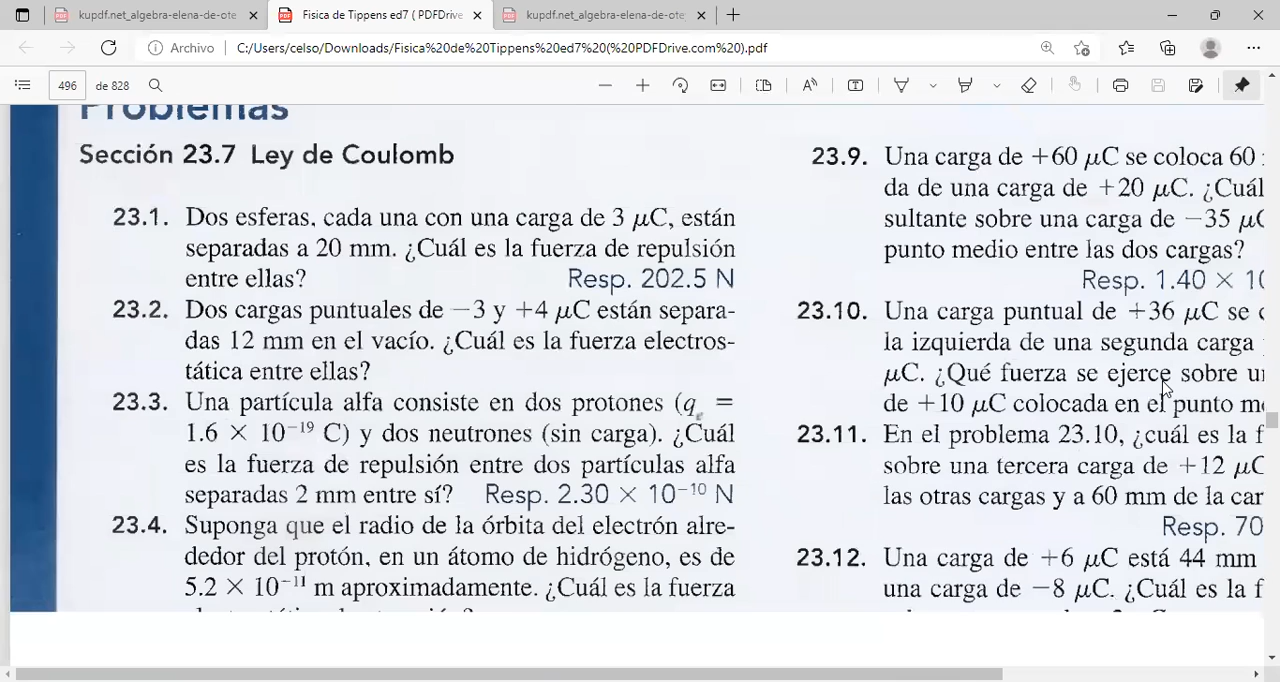 kupdf.net_algebra-elena-de-ote
Fisica de Tippens ed7 ( PDFDrive
kupdf.net_algebra-elena-de-ote
Archivo
C:/Users/celso/Downloads/Fisica%20de%20Tippens%20ed7%20(%20PDFDrive.com%20).pdf
496 de 828
Problemas
Sección 23.7 Ley de Coulomb
23.1. Dos esferas, cada una con una carga de 3 μC, están
separadas a 20 mm. ¿Cuál es la fuerza de repulsión
entre ellas? Resp. 202.5 N
23.2. Dos cargas puntuales de −3 y +4 μC están separa-
das 12 mm en el vacío. ¿Cuál es la fuerza electros-
tática entre ellas?
23.3. Una partícula alfa consiste en dos protones (qe =
1.6 × 10⁻¹⁹ C) y dos neutrones (sin carga). ¿Cuál
es la fuerza de repulsión entre dos partículas alfa
separadas 2 mm entre sí? Resp. 2.30 × 10⁻¹⁰ N
23.4. Suponga que el radio de la órbita del electrón alre-
dedor del protón, en un átomo de hidrógeno, es de
5.2 × 10⁻¹¹ m aproximadamente. ¿Cuál es la fuerza
23.9. Una carga de +60 μC se coloca 60
da de una carga de +20 μC. ¿Cuál
sultante sobre una carga de −35 μC
punto medio entre las dos cargas?
Resp. 1.40 × 10
23.10. Una carga puntual de +36 μC se
la izquierda de una segunda carga
μC. ¿Qué fuerza se ejerce sobre
de +10 μC colocada en el punto
23.11. En el problema 23.10, ¿cuál es la f
sobre una tercera carga de +12 μC
las otras cargas y a 60 mm de la car
Resp. 70
23.12. Una carga de +6 μC está 44 mm
una carga de −8 μC. ¿Cuál es la f